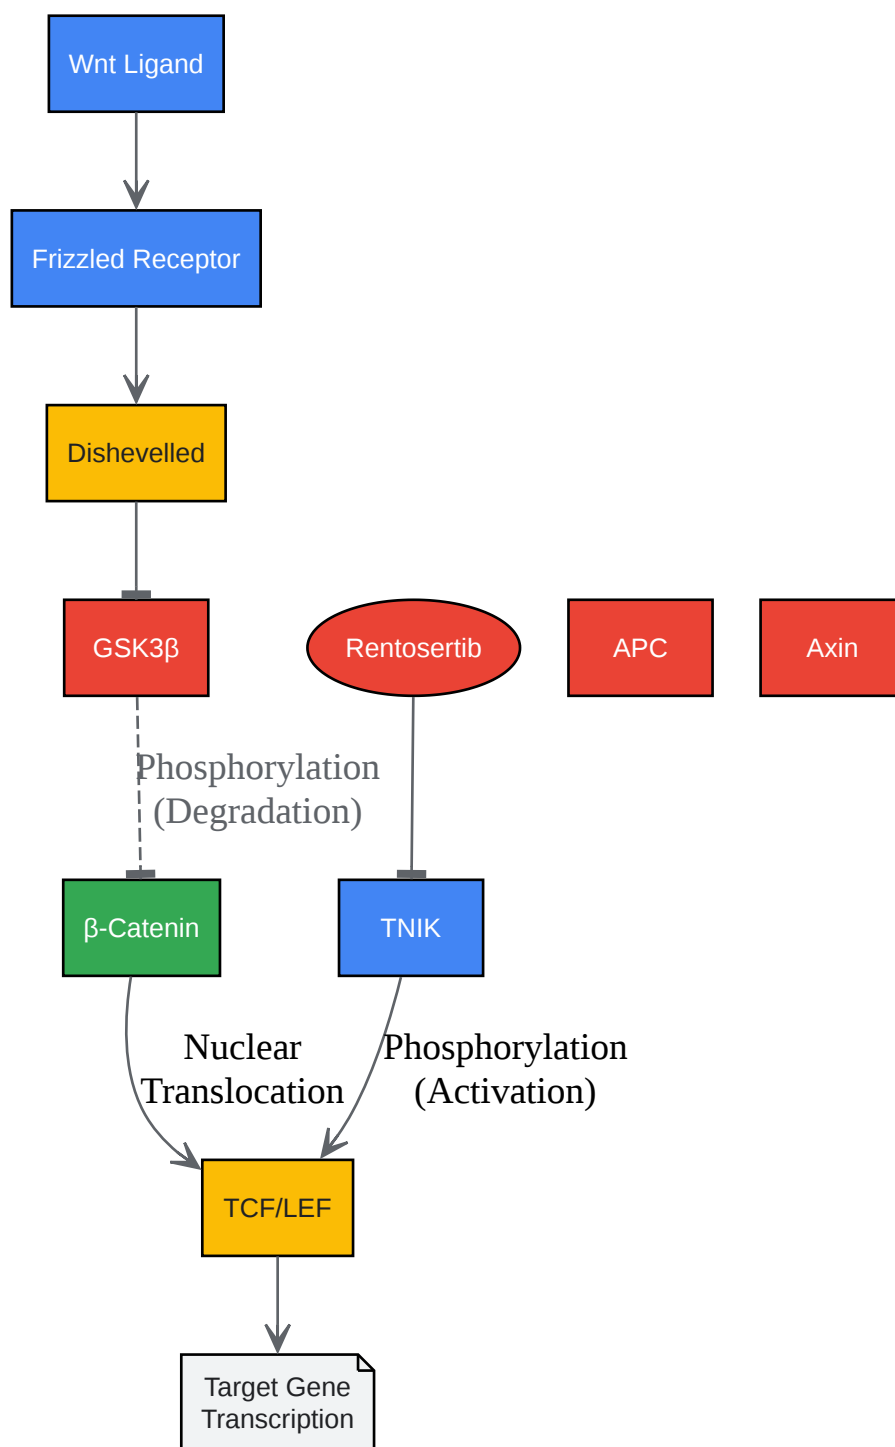 Wnt Ligand
Frizzled Receptor
Dishevelled
GSK3β
Rentosertib
APC
Axin
Phosphorylation
(Degradation)
β-Catenin
TNIK
Nuclear
Translocation
Phosphorylation
(Activation)
TCF/LEF
Target Gene
Transcription